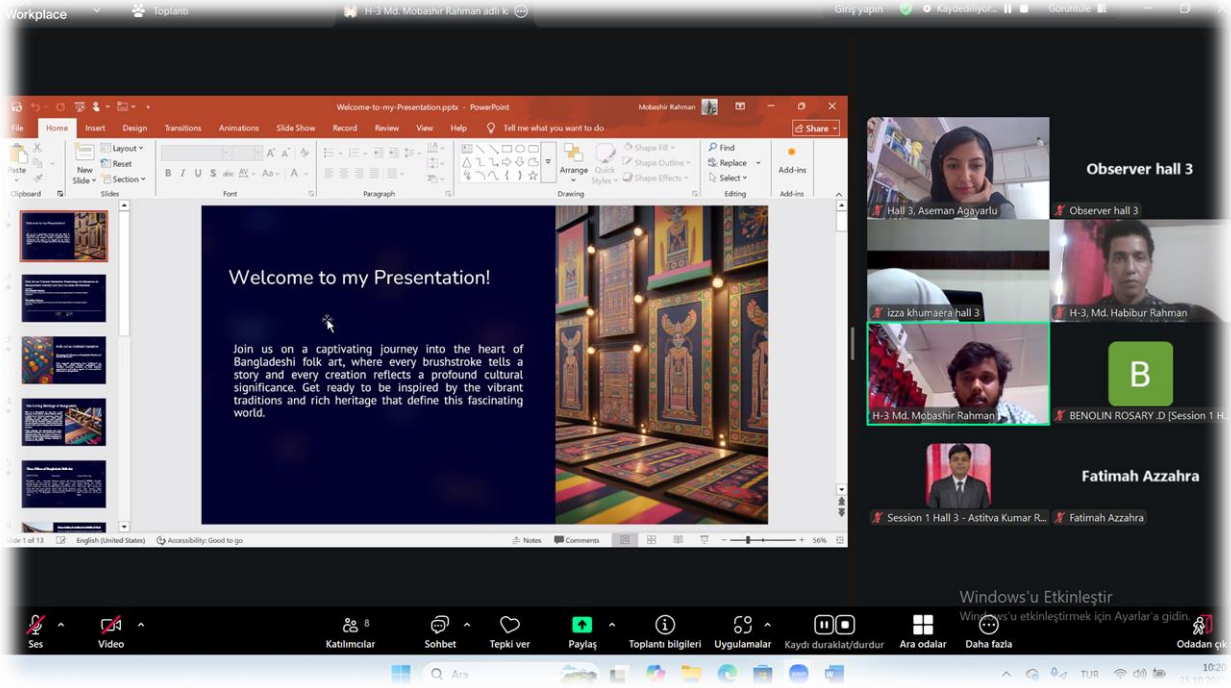 Workplace
Toplantı
H-3 Md. Mobashir Rahman adlı k
Giriş yapın
Kaydediliyor...
Görüntüle
Welcome-to-my-Presentation.pptx - PowerPoint
Mobashir Rahman
File Home Insert Design Transitions Animations Slide Show Record Review View Help Tell me what you want to do
Share
Paste
Clipboard
New
Slide
Layout
Reset
Section
Slides
B I U S abc AV Aa A
Font
Paragraph
Arrange
Quick
Styles
Shape Fill
Shape Outline
Shape Effects
Drawing
Find
Replace
Select
Editing
Add-ins
Add-ins
Welcome to my Presentation!
Join us on a captivating journey into the heart of
Bangladeshi folk art, where every brushstroke tells a
story and every creation reflects a profound cultural
significance. Get ready to be inspired by the vibrant
traditions and rich heritage that define this fascinating
world.
Slide 1 of 13
English (United States)
Accessibility: Good to go
Notes
Comments
56%
Hall 3, Aseman Agayarlu
Observer hall 3
Observer hall 3
izza khumaera hall 3
H-3, Md. Habibur Rahman
H-3 Md. Mobashir Rahman
B
BENOLIN ROSARY .D [Session 1 H...
Session 1 Hall 3 - Astitva Kumar R...
Fatimah Azzahra
Fatimah Azzahra
Windows'u Etkinleştir
Windows'u etkinleştirmek için Ayarlar'a gidin.
Ses
Video
8
Katılımcılar
Sohbet
Tepki ver
Paylaş
Toplantı bilgileri
Uygulamalar
Kaydı duraklat/durdur
Ara odalar
Daha fazla
Odadan çık
Ara
TUR
10:20